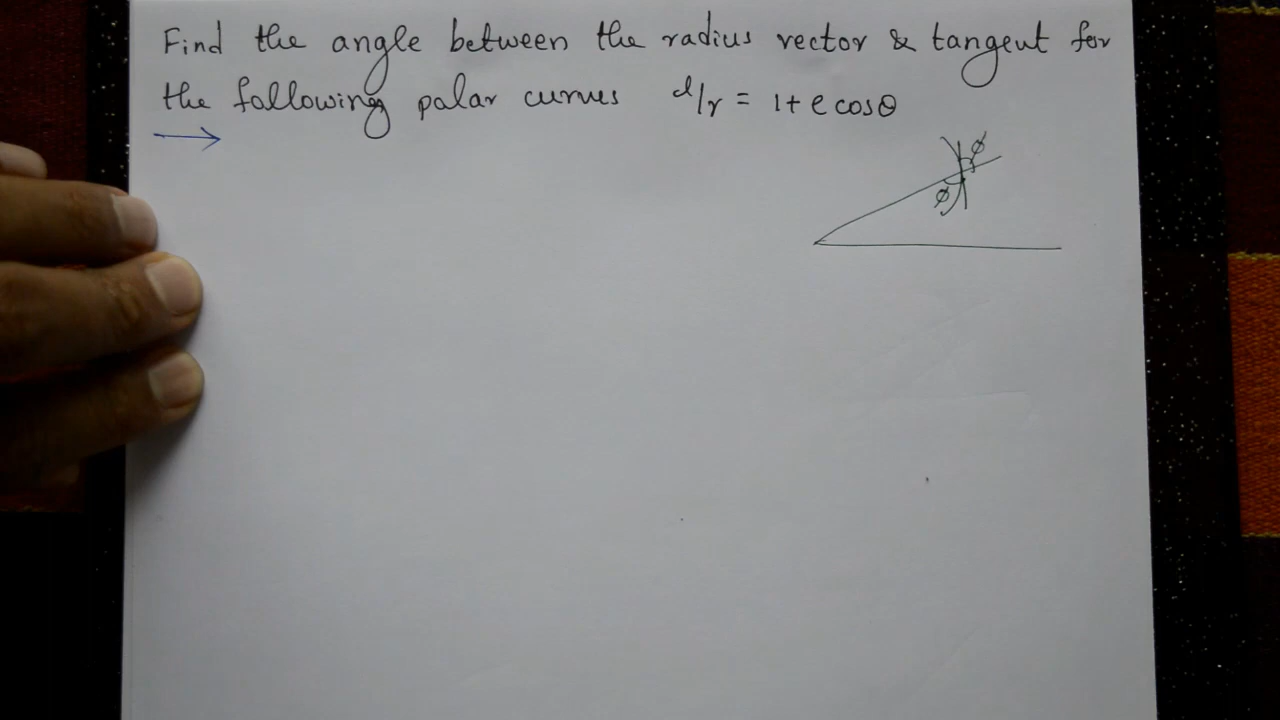 Find the angle between the radius vector & tangent for
the following polar curves l/r = 1 + e cosθ
φ
φ